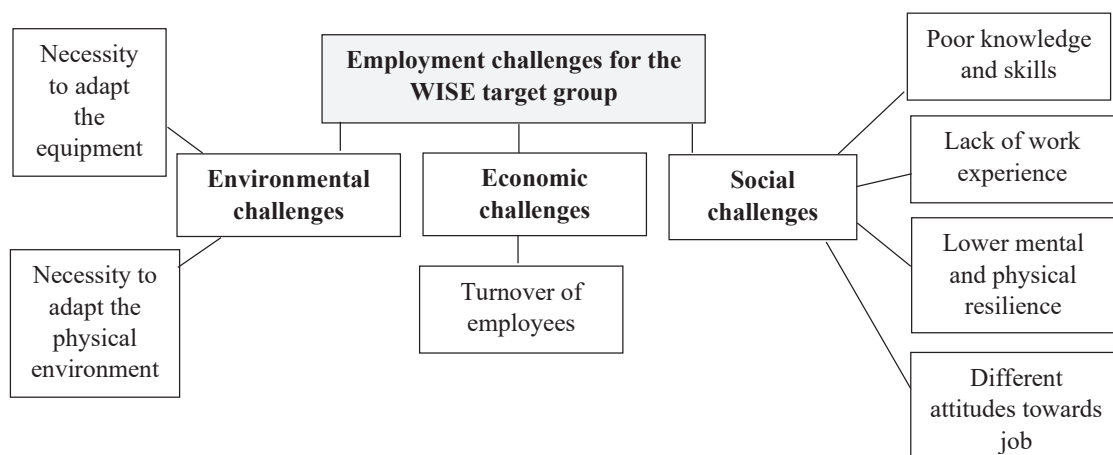 Employment challenges for the
WISE target group
Environmental
challenges
Necessity
to adapt
the
equipment
Necessity to
adapt the
physical
environment
Economic
challenges
Turnover of
employees
Social
challenges
Poor knowledge
and skills
Lack of work
experience
Lower mental
and physical
resilience
Different
attitudes towards
job